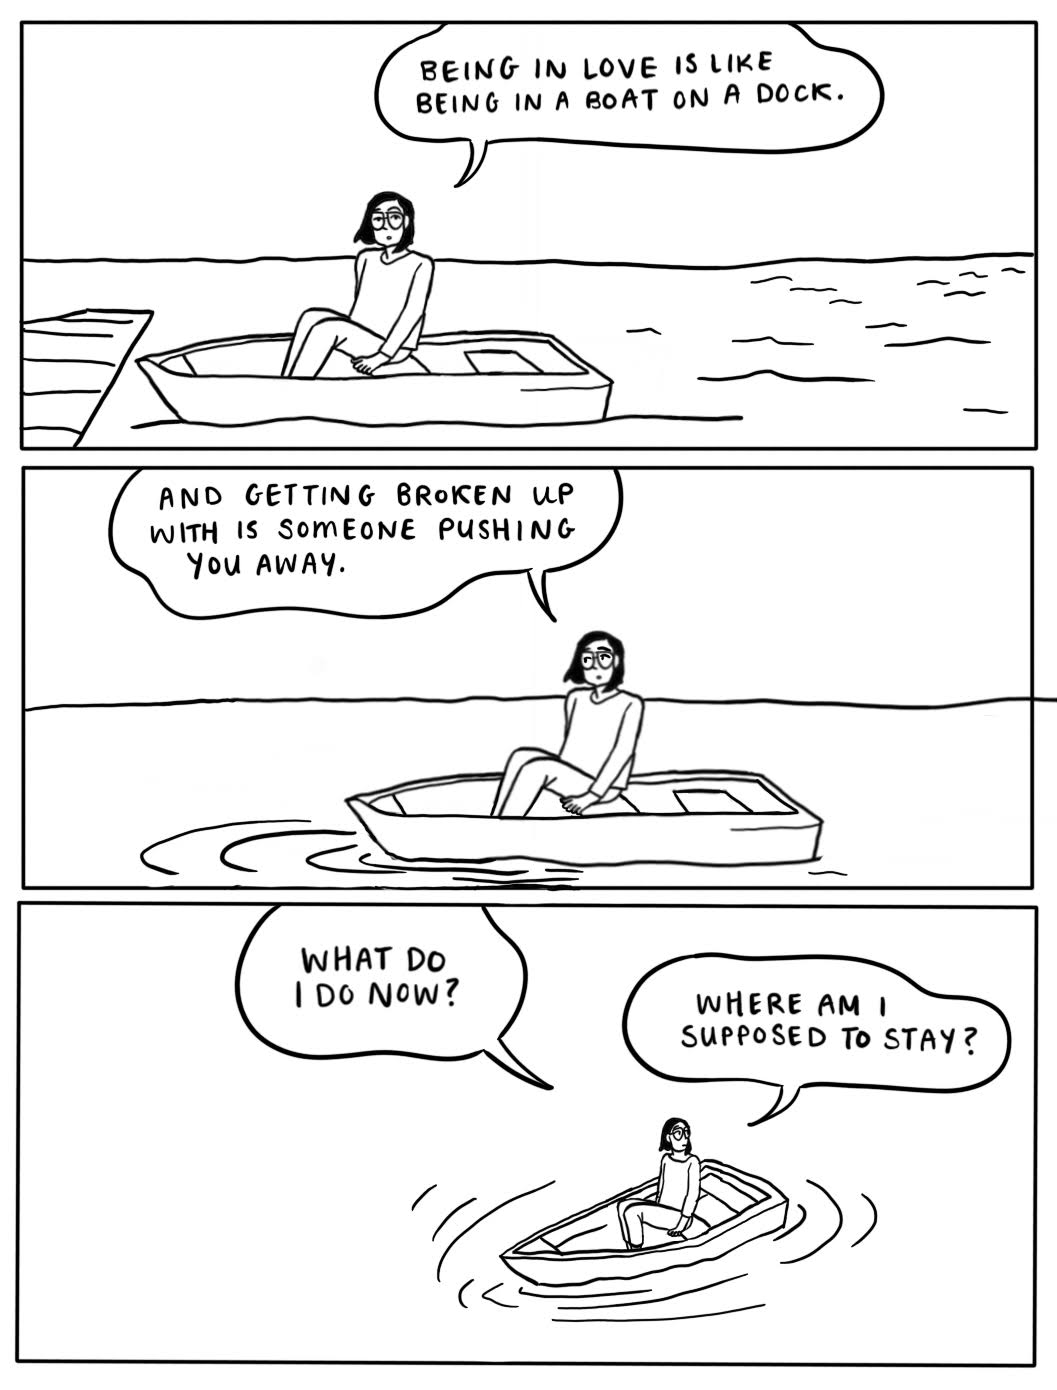 BEING IN LOVE IS LIKE
BEING IN A BOAT ON A DOCK.
AND GETTING BROKEN UP
WITH IS SOMEONE PUSHING
YOU AWAY.
WHAT DO
I DO NOW?
WHERE AM I
SUPPOSED TO STAY?